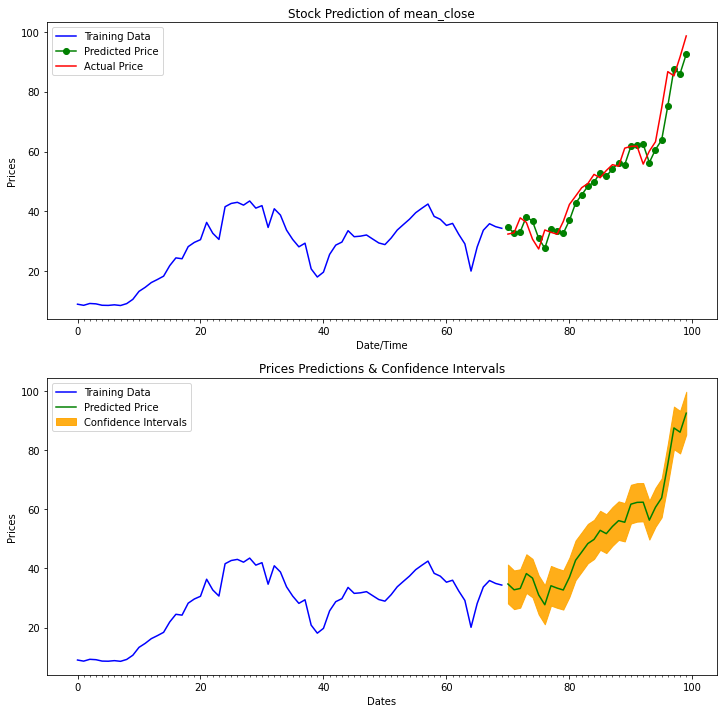 Stock Prediction of mean_close
Training Data
Predicted Price
Actual Price
100
80
60
40
20
Prices
0 20 40 60 80 100
Date/Time
Prices Predictions & Confidence Intervals
Training Data
Predicted Price
Confidence Intervals
100
80
60
40
20
Prices
0 20 40 60 80 100
Dates